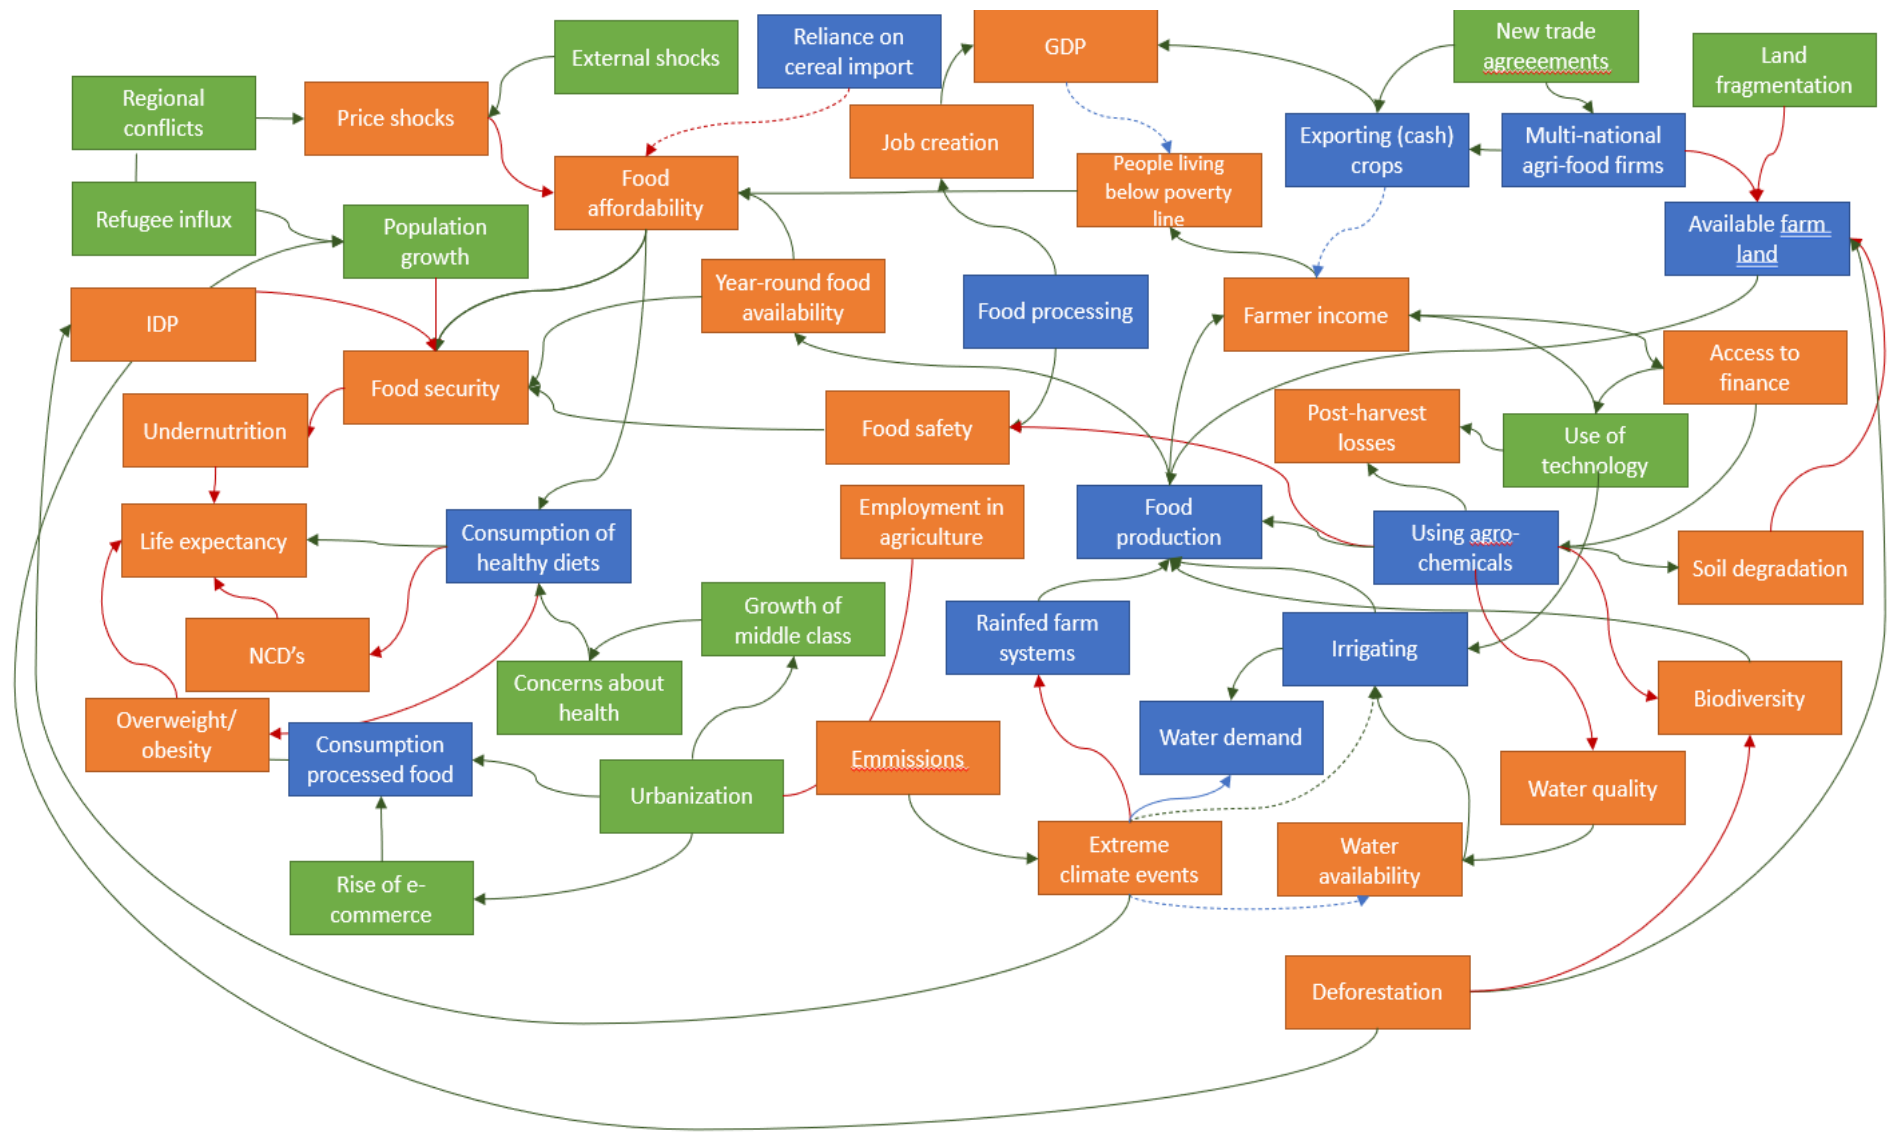 External shocks
Reliance on
cereal import
GDP
New trade
agreeements
Land
fragmentation
Regional
conflicts
Price shocks
Job creation
Exporting (cash)
crops
Multi-national
agri-food firms
Food
affordability
People living
below poverty
line
Refugee influx
Population
growth
Available farm
land
Year-round food
availability
Food processing
Farmer income
IDP
Access to
finance
Food security
Undernutrition
Food safety
Post-harvest
losses
Use of
technology
Life expectancy
Consumption of
healthy diets
Employment in
agriculture
Food
production
Using agro-
chemicals
Soil degradation
NCD's
Growth of
middle class
Rainfed farm
systems
Irrigating
Concerns about
health
Biodiversity
Overweight/
obesity
Consumption
processed food
Urbanization
Emmissions
Water demand
Water quality
Extreme
climate events
Water
availability
Rise of e-
commerce
Deforestation